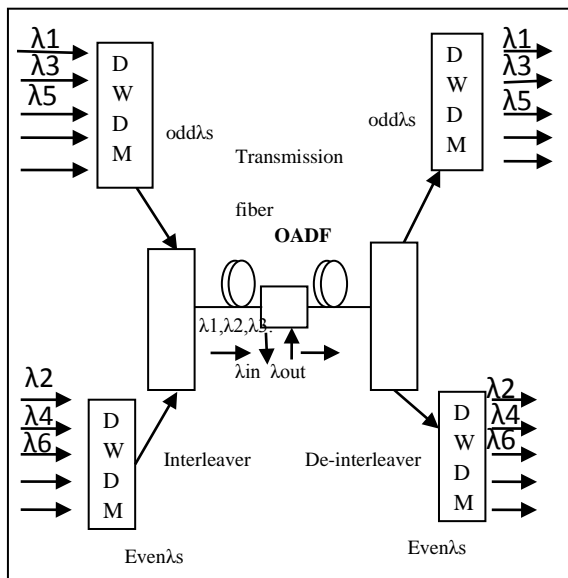 λ1
λ3
λ5
D
W
D
M
oddλs
Transmission
fiber
OADF
λ1
λ3
λ5
D
W
D
M
oddλs
λ1,λ2,λ3.
λin λout
λ2
λ4
λ6
D
W
D
M
Interleaver
Evenλs
De-interleaver
D
W
D
M
λ2
λ4
λ6
Evenλs